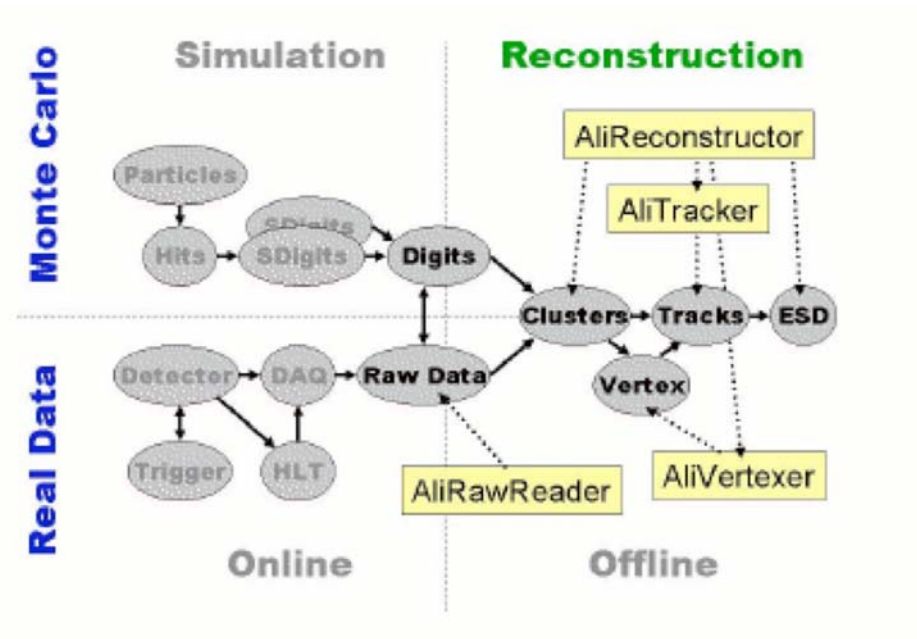 Monte Carlo
Real Data
Simulation
Reconstruction
AliReconstructor
Particles
AliTracker
SDigits
Hits
SDigits
Digits
Clusters
Tracks
ESD
Detector
DAQ
Raw Data
Vertex
Trigger
HLT
AliRawReader
AliVertexer
Online
Offline